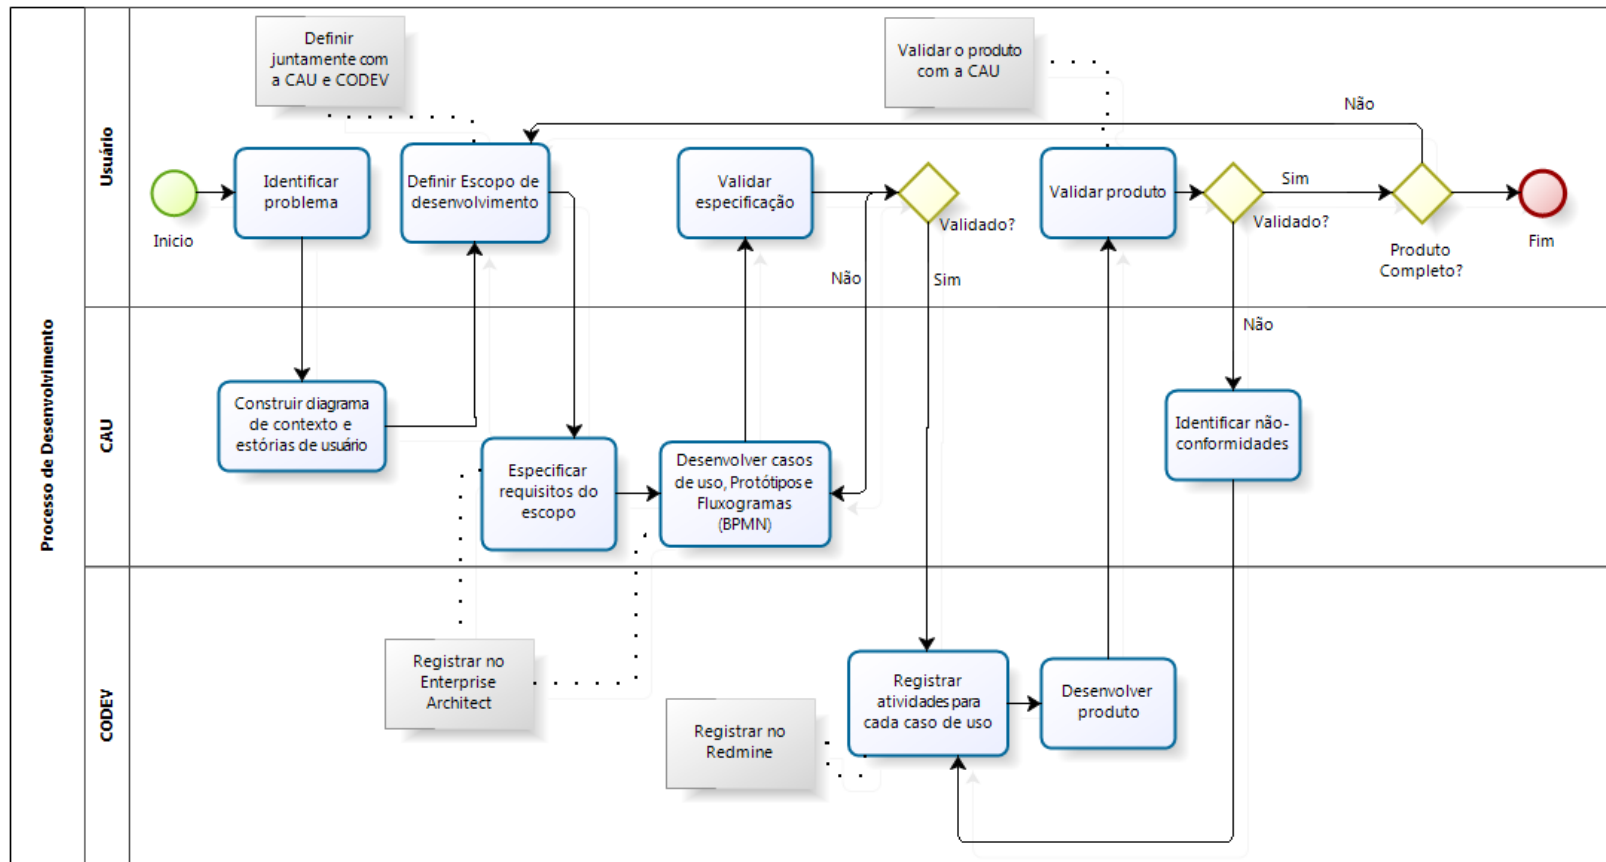 Processo de Desenvolvimento
Usuário
Definir
juntamente com
a CAU e CODEV
Validar o produto
com a CAU
Não
Inicio
Identificar
problema
Definir Escopo de
desenvolvimento
Validar
especificação
Validado?
Não
Sim
Validar produto
Validado?
Sim
Não
Produto
Completo?
Fim
CAU
Construir diagrama
de contexto e
estórias de usuário
Especificar
requisitos do
escopo
Desenvolver casos
de uso, Protótipos e
Fluxogramas
(BPMN)
Identificar não-
conformidades
CODEV
Registrar no
Enterprise
Architect
Registrar no
Redmine
Registrar
atividades para
cada caso de uso
Desenvolver
produto